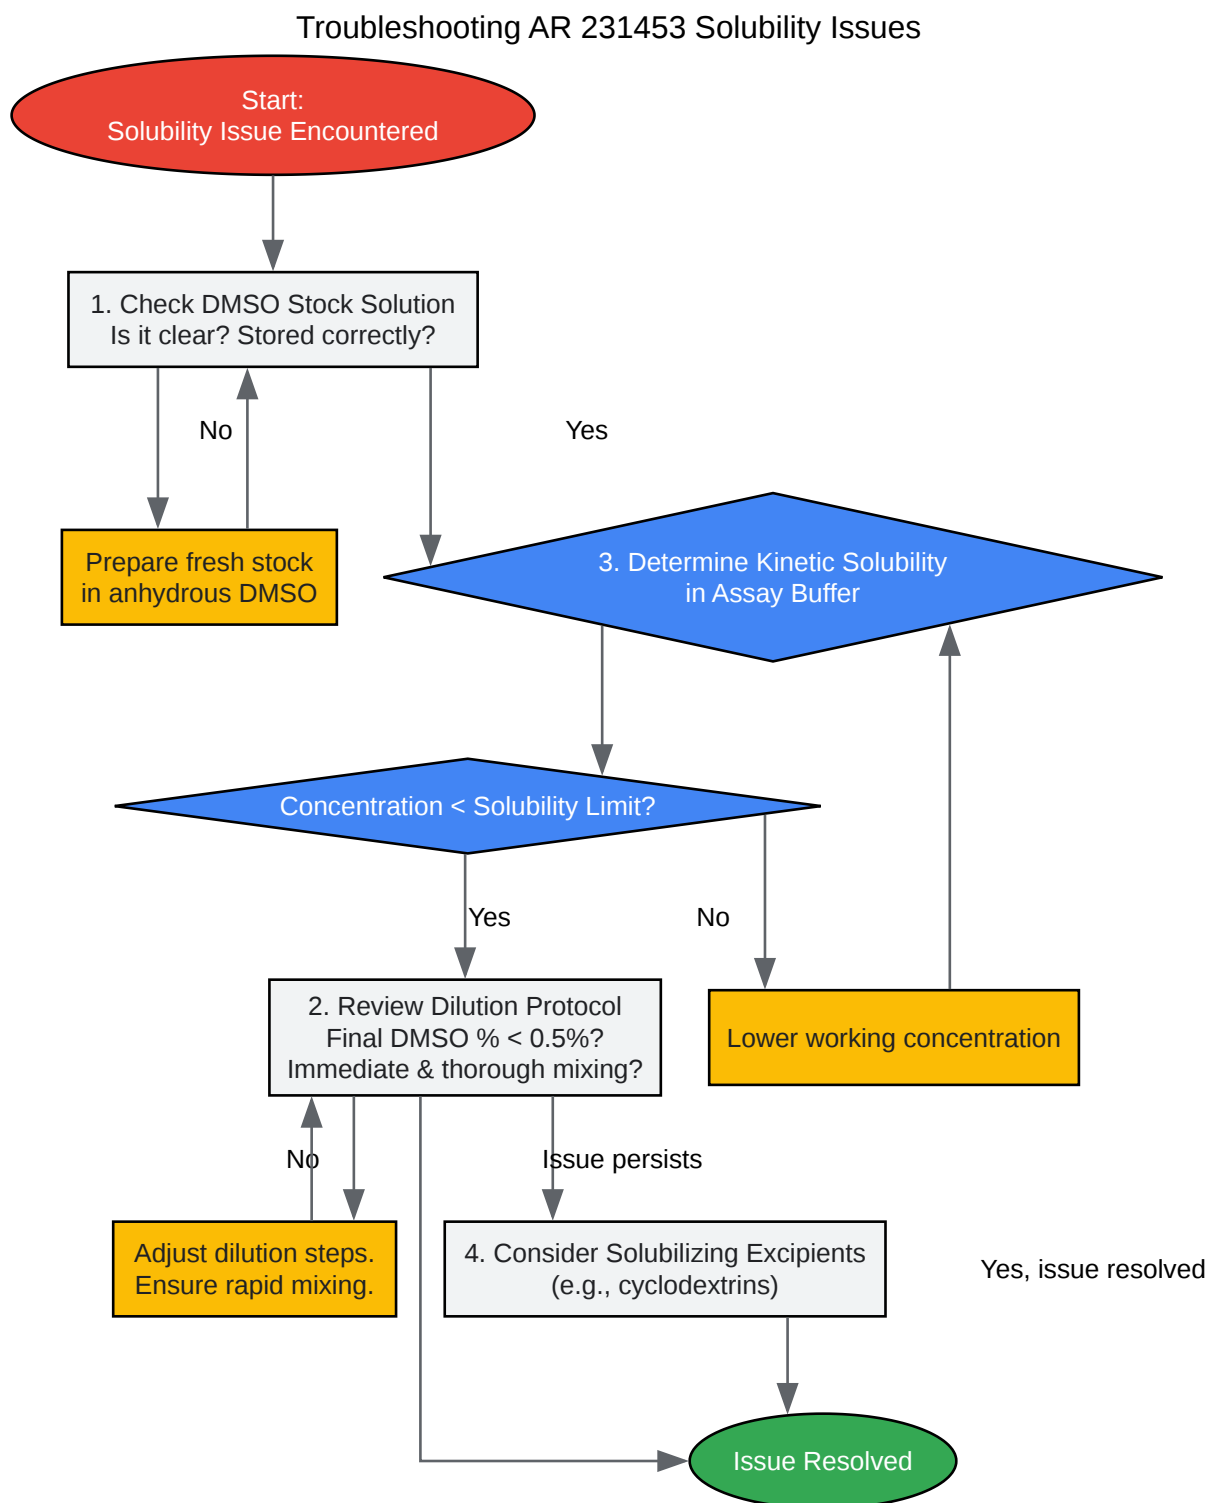 Troubleshooting AR 231453 Solubility Issues
Start:
Solubility Issue Encountered
1. Check DMSO Stock Solution
Is it clear? Stored correctly?
No
Yes
Prepare fresh stock
in anhydrous DMSO
3. Determine Kinetic Solubility
in Assay Buffer
Concentration < Solubility Limit?
Yes
No
2. Review Dilution Protocol
Final DMSO % < 0.5%?
Immediate & thorough mixing?
Lower working concentration
No
Issue persists
Adjust dilution steps.
Ensure rapid mixing.
4. Consider Solubilizing Excipients
(e.g., cyclodextrins)
Yes, issue resolved
Issue Resolved